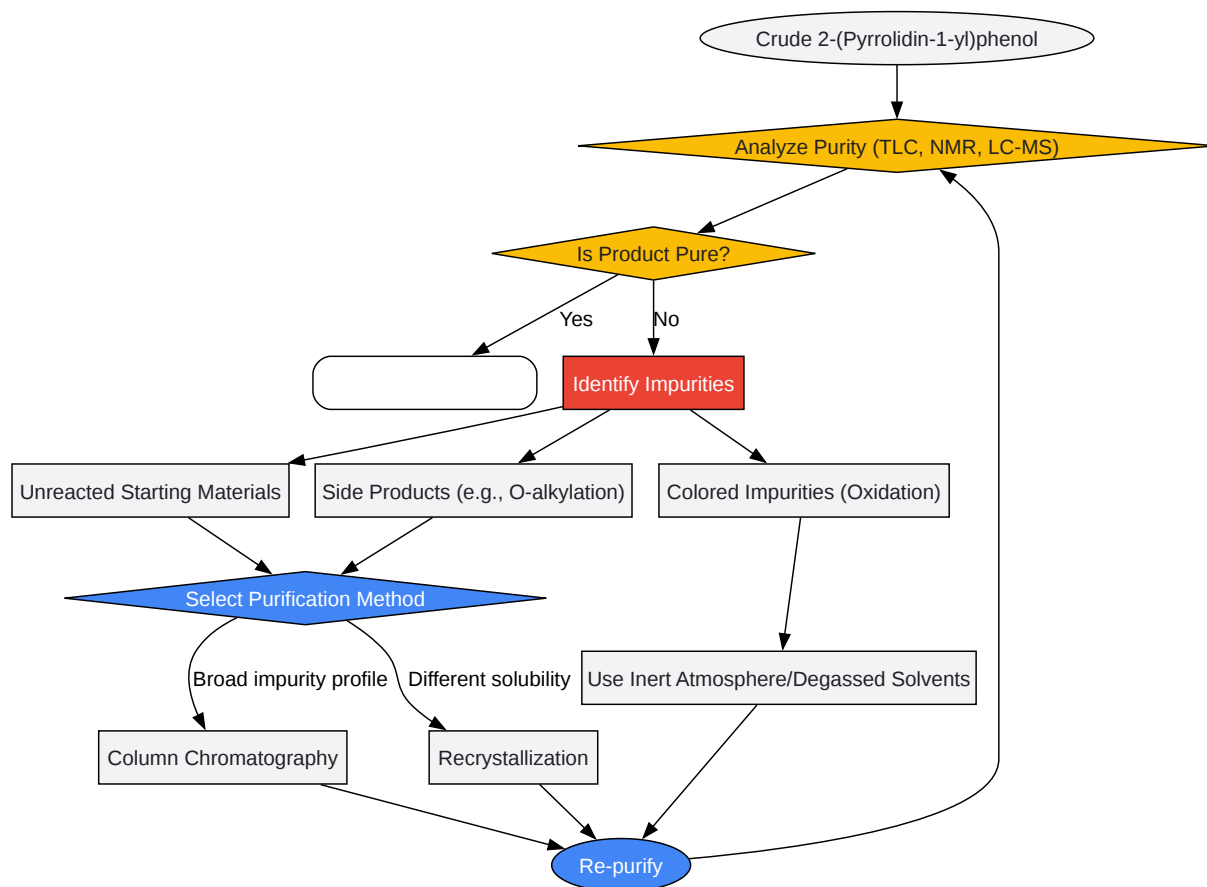 Crude 2-(Pyrrolidin-1-yl)phenol
Analyze Purity (TLC, NMR, LC-MS)
Is Product Pure?
Yes
No
Identify Impurities
Unreacted Starting Materials
Side Products (e.g., O-alkylation)
Colored Impurities (Oxidation)
Select Purification Method
Broad impurity profile
Different solubility
Use Inert Atmosphere/Degassed Solvents
Column Chromatography
Recrystallization
Re-purify